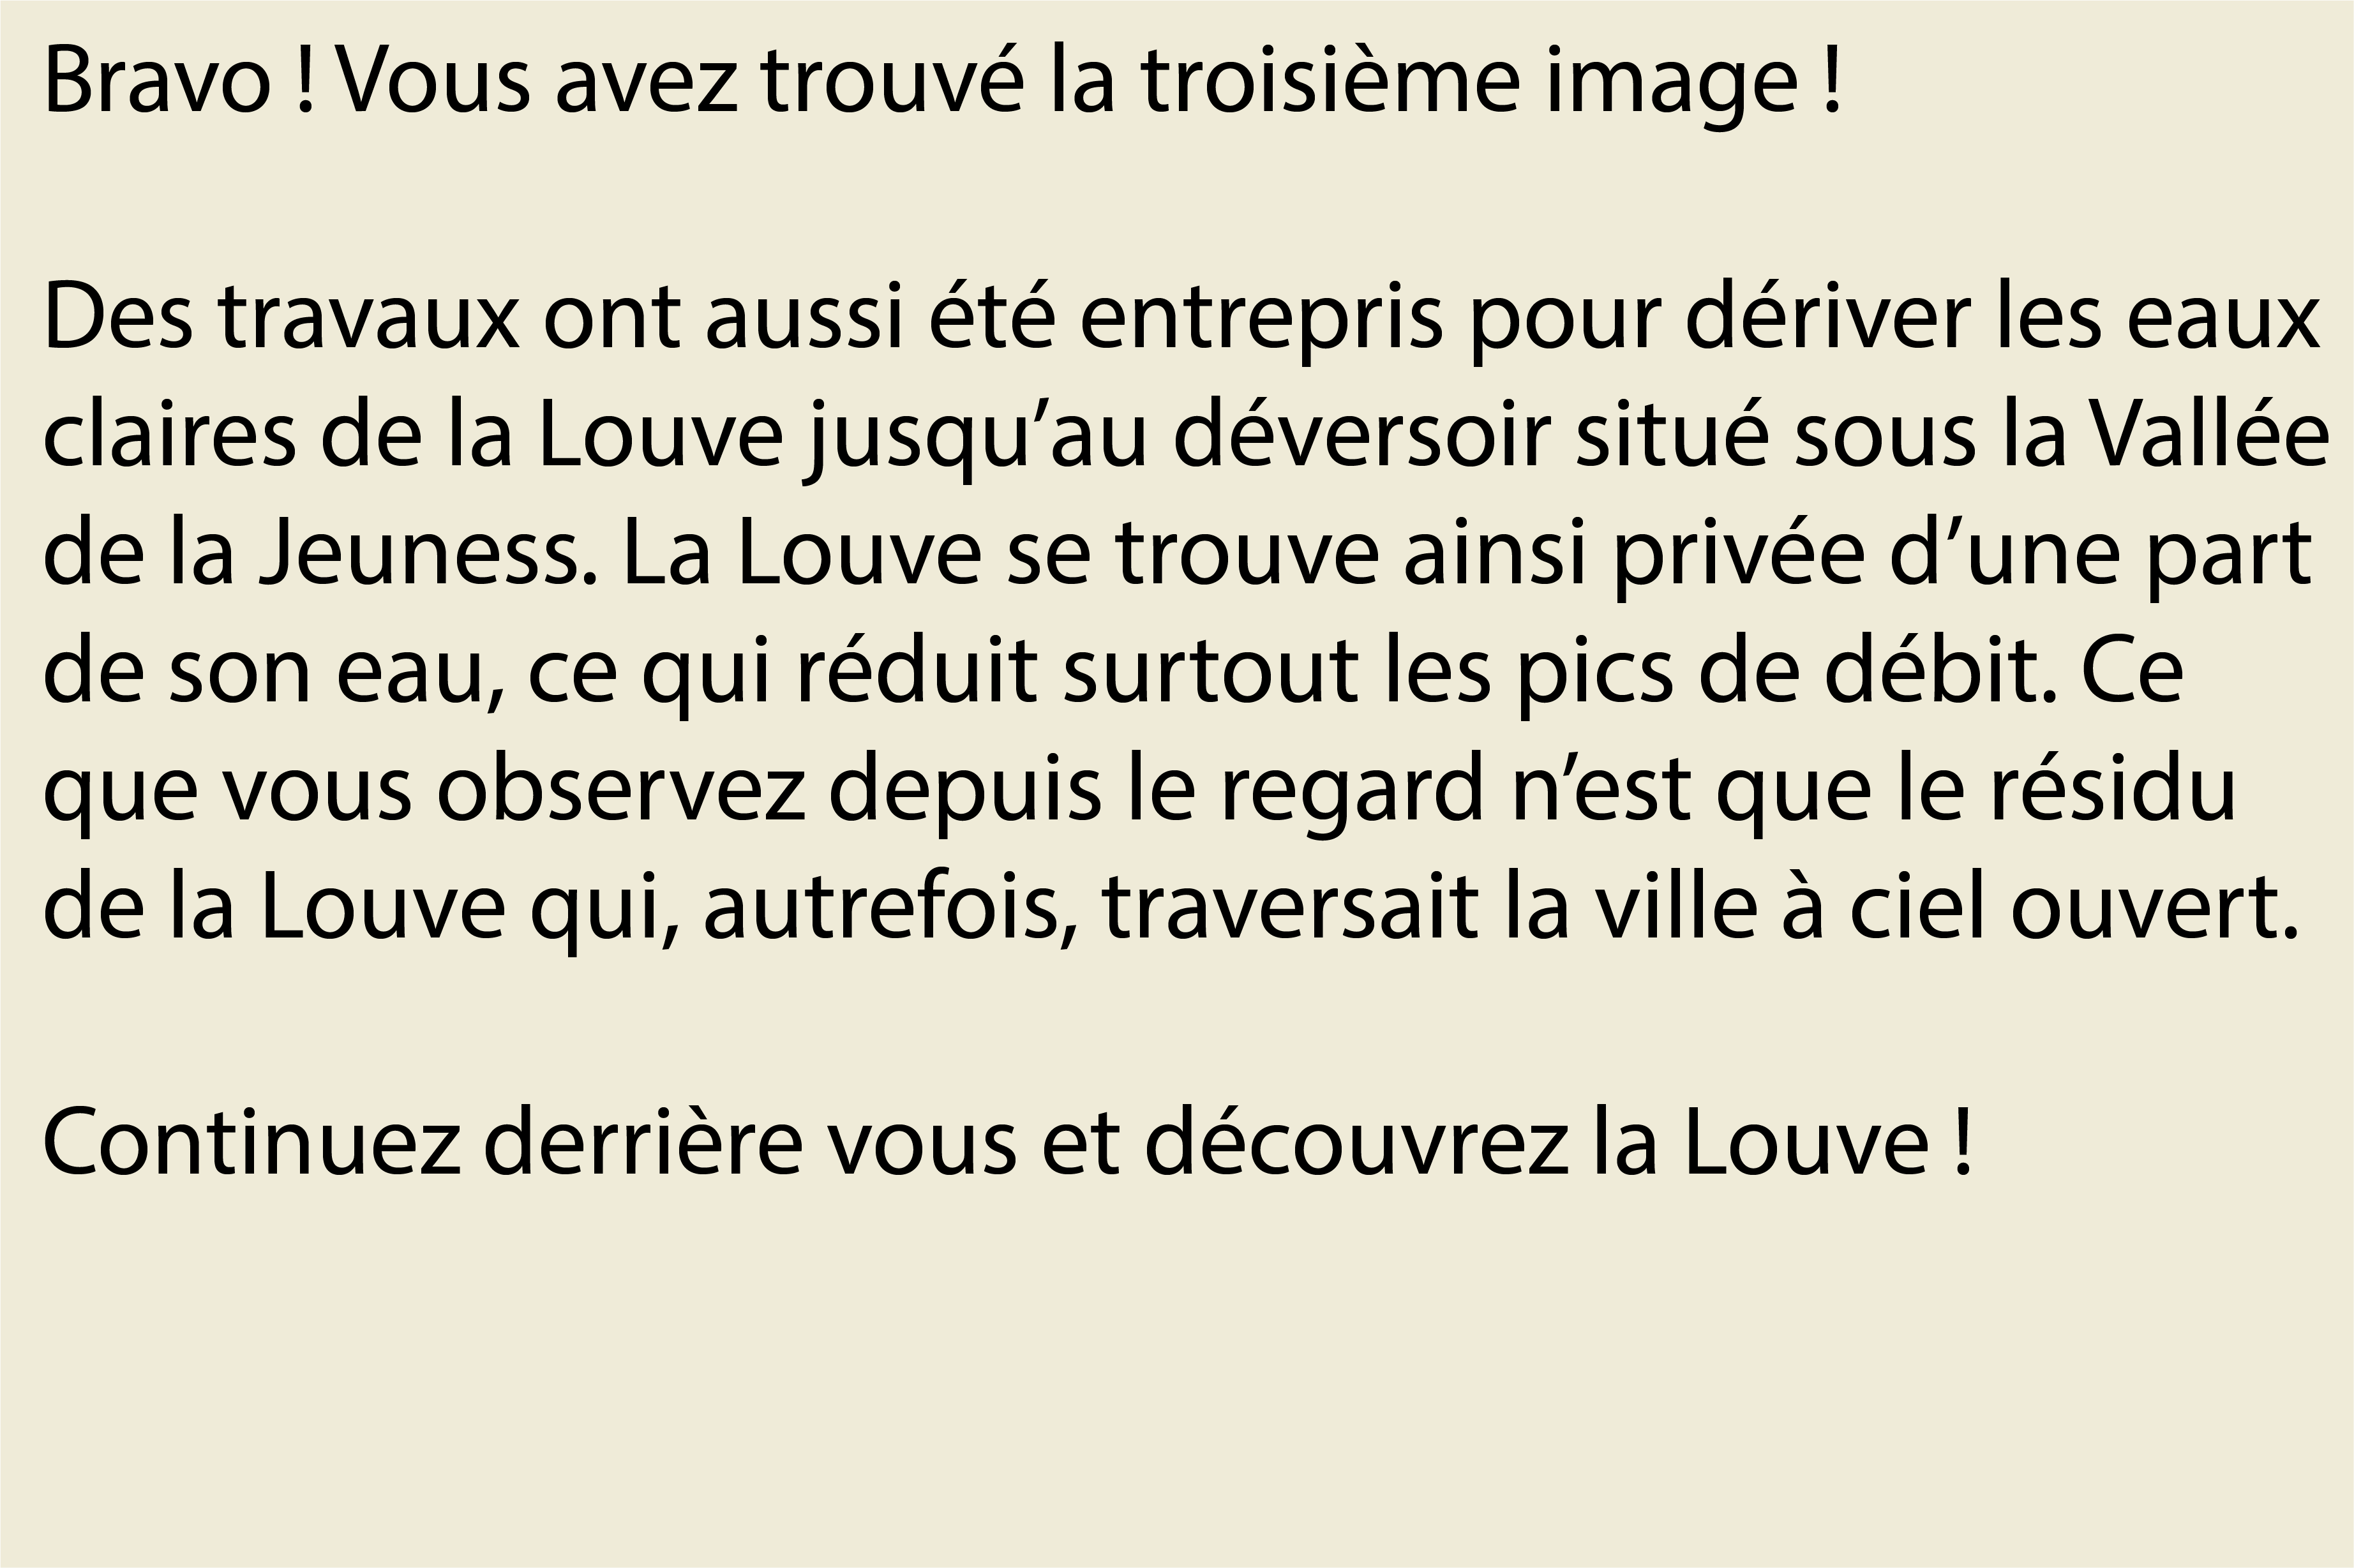 Bravo ! Vous avez trouvé la troisième image !
Des travaux ont aussi été entrepris pour dériver les eaux
claires de la Louve jusqu’au déversoir situé sous la Vallée
de la Jeuness. La Louve se trouve ainsi privée d’une part
de son eau, ce qui réduit surtout les pics de débit. Ce
que vous observez depuis le regard n’est que le résidu
de la Louve qui, autrefois, traversait la ville à ciel ouvert.
Continuez derrière vous et découvrez la Louve !